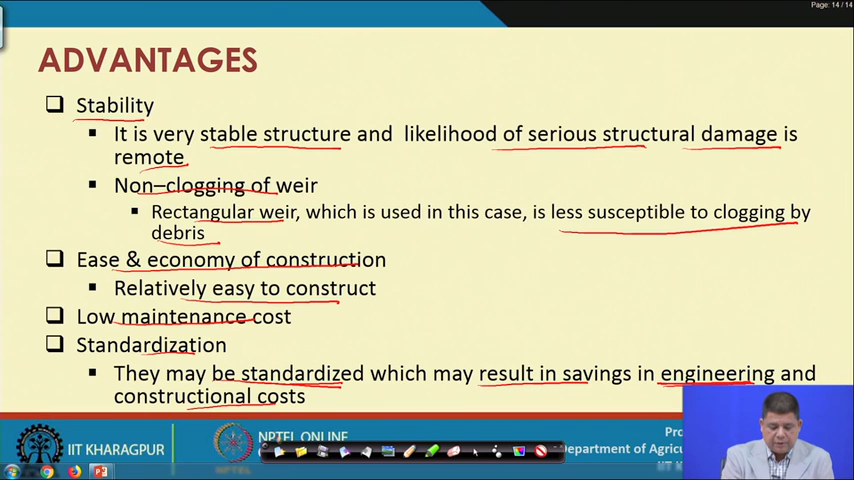 Page: 14 / 14
ADVANTAGES
Stability
It is very stable structure and likelihood of serious structural damage is
remote
Non–clogging of weir
Rectangular weir, which is used in this case, is less susceptible to clogging by
debris
Ease & economy of construction
Relatively easy to construct
Low maintenance cost
Standardization
They may be standardized which may result in savings in engineering and
constructional costs
IIT KHARAGPUR
NPTEL ONLINE
Department of Agricu